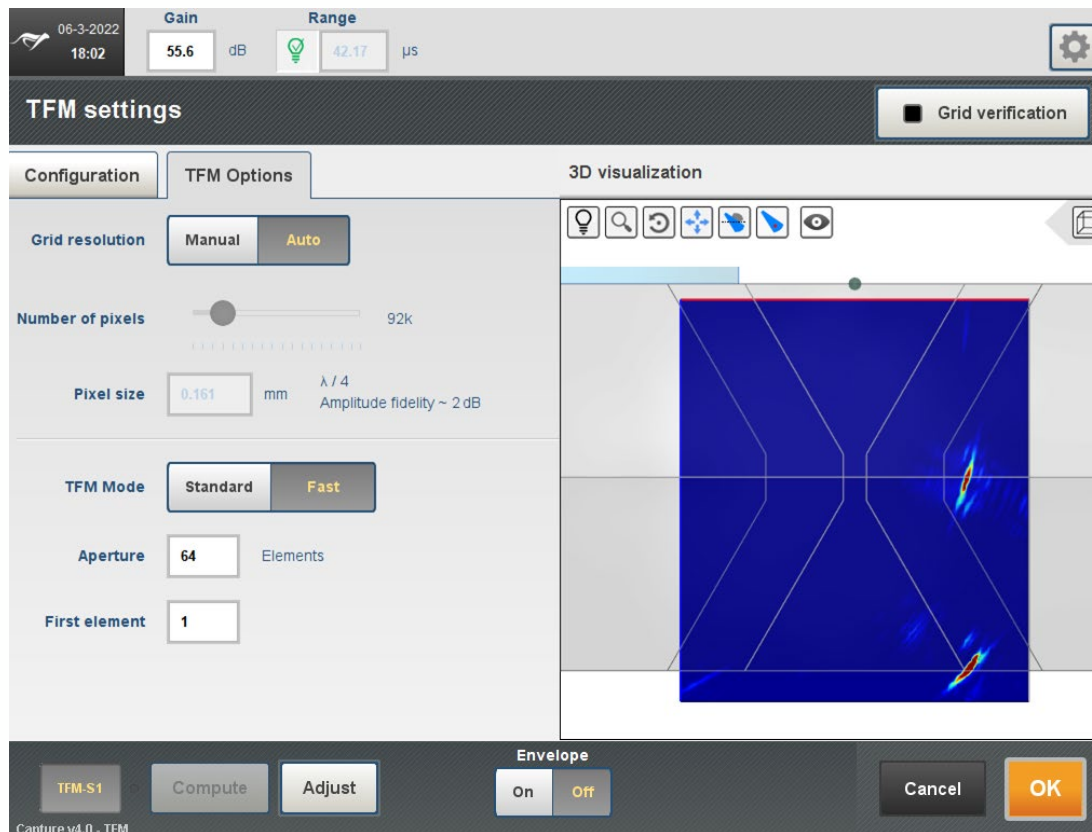 06-3-2022
18:02
Gain
55.6 dB
Range
42.17 µs
TFM settings
Grid verification
Configuration
TFM Options
3D visualization
Grid resolution
Manual
Auto
Number of pixels
92k
Pixel size
0.161 mm
λ / 4
Amplitude fidelity ~ 2 dB
TFM Mode
Standard
Fast
Aperture
64 Elements
First element
1
Envelope
TFM-S1
Compute
Adjust
On
Off
Cancel
OK
Capture v4.0 - TFM